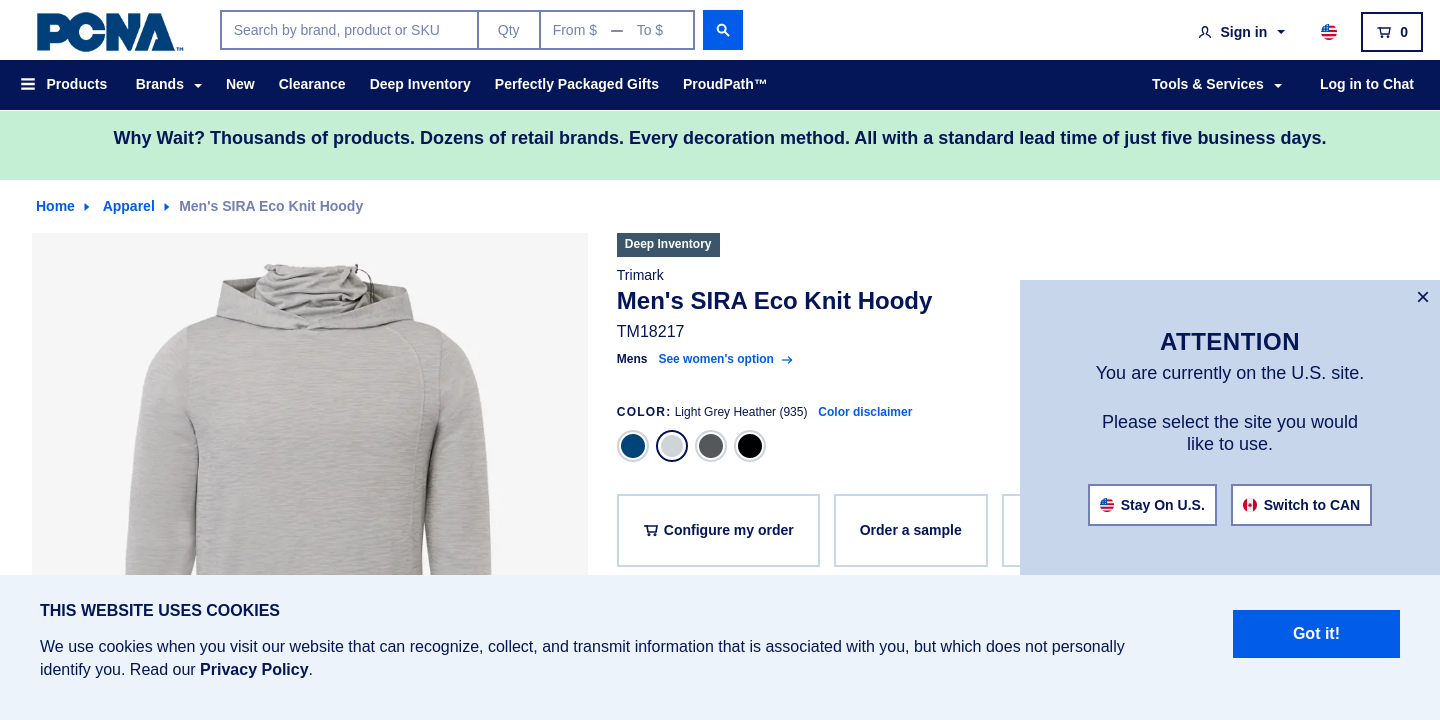 PCNA™
Search by brand, product or SKU
Qty
From $ — To $
Sign in
0
Products
Brands
New
Clearance
Deep Inventory
Perfectly Packaged Gifts
ProudPath™
Tools & Services
Log in to Chat
Why Wait? Thousands of products. Dozens of retail brands. Every decoration method. All with a standard lead time of just five business days.
Home
Apparel
Men's SIRA Eco Knit Hoody
Deep Inventory
Trimark
Men's SIRA Eco Knit Hoody
TM18217
Mens See women's option
COLOR: Light Grey Heather (935) Color disclaimer
Configure my order
Order a sample
ATTENTION
You are currently on the U.S. site.
Please select the site you would
like to use.
Stay On U.S.
Switch to CAN
THIS WEBSITE USES COOKIES
We use cookies when you visit our website that can recognize, collect, and transmit information that is associated with you, but which does not personally
identify you. Read our Privacy Policy.
Got it!